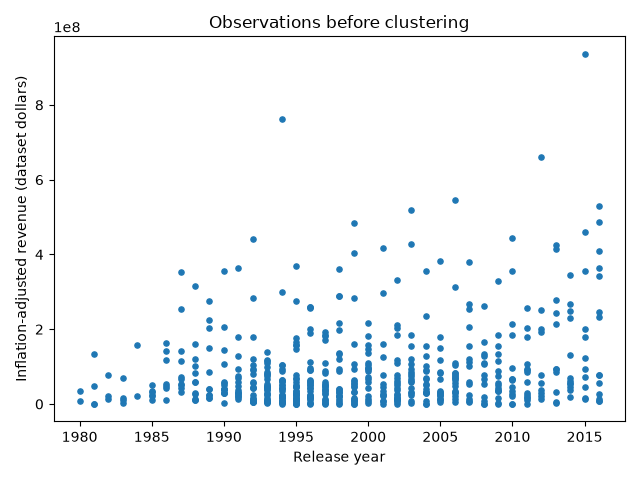 Observations before clustering
1e8
8
6
4
2
0
Inflation-adjusted revenue (dataset dollars)
1980 1985 1990 1995 2000 2005 2010 2015
Release year